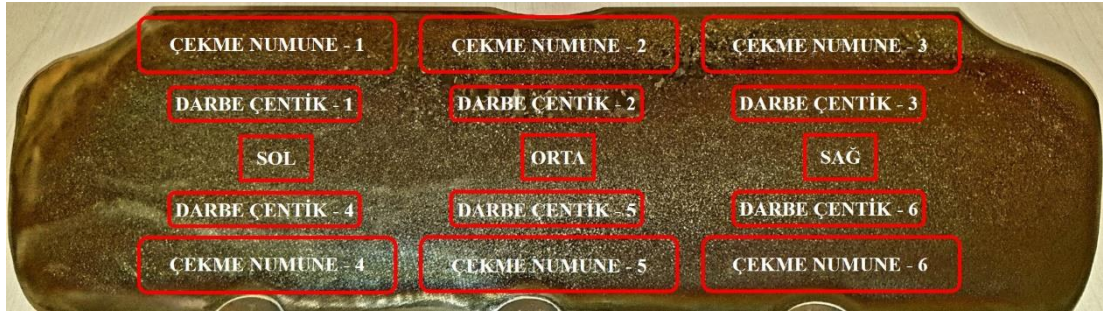 ÇEKME NUMUNE - 1 ÇEKME NUMUNE - 2 ÇEKME NUMUNE - 3
DARBE ÇENTİK - 1 DARBE ÇENTİK - 2 DARBE ÇENTİK - 3
SOL ORTA SAĞ
DARBE ÇENTİK - 4 DARBE ÇENTİK - 5 DARBE ÇENTİK - 6
ÇEKME NUMUNE - 4 ÇEKME NUMUNE - 5 ÇEKME NUMUNE - 6